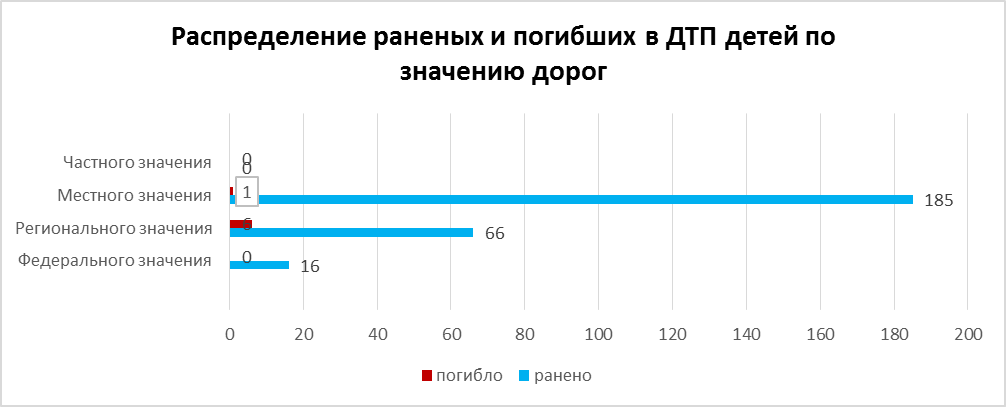 Распределение раненых и погибших в ДТП детей по
значению дорог
Частного значения
0
0
Местного значения
1
185
Регионального значения
6
66
Федерального значения
0
16
0 20 40 60 80 100 120 140 160 180 200
погибло ранено